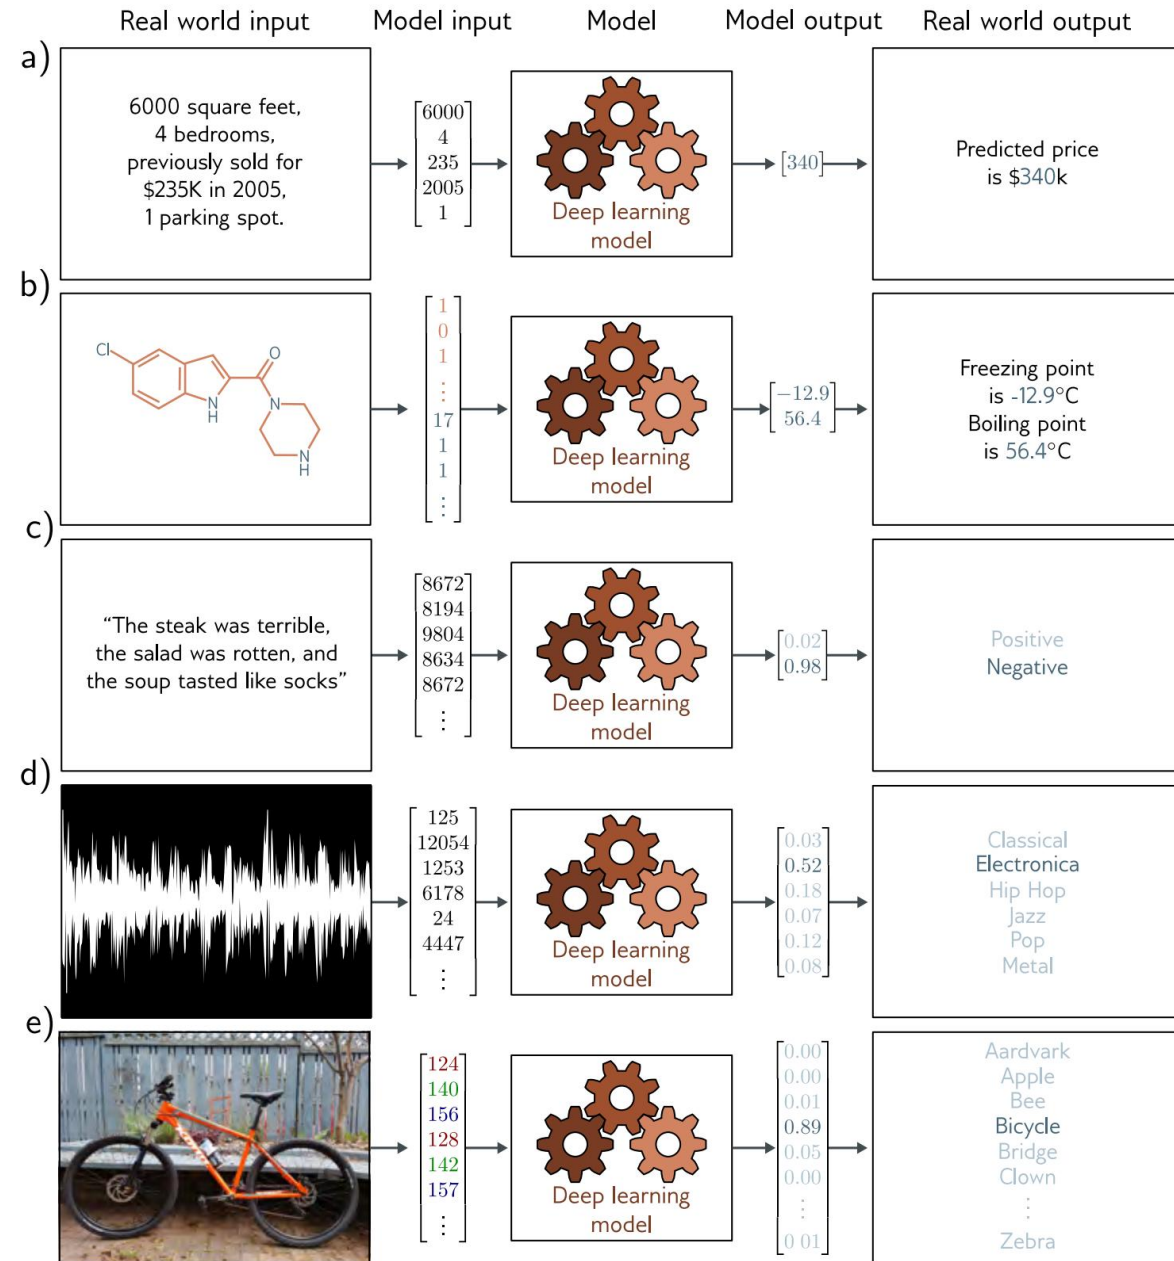 Real world input
Model input
Model
Model output
Real world output
a)
6000 square feet,
4 bedrooms,
previously sold for
$235K in 2005,
1 parking spot.
6000
4
235
2005
1
Deep learning
model
[340]
Predicted price
is $340k
b)
Cl
O
N
H
N
N
H
1
0
1
⋮
17
1
1
⋮
Deep learning
model
−12.9
56.4
Freezing point
is -12.9°C
Boiling point
is 56.4°C
c)
“The steak was terrible,
the salad was rotten, and
the soup tasted like socks”
8672
8194
9804
8634
8672
⋮
Deep learning
model
0.02
0.98
Positive
Negative
d)
125
12054
1253
6178
24
4447
⋮
Deep learning
model
0.03
0.52
0.18
0.07
0.12
0.08
Classical
Electronica
Hip Hop
Jazz
Pop
Metal
e)
124
140
156
128
142
157
⋮
Deep learning
model
0.00
0.00
0.01
0.89
0.05
0.00
⋮
0 01
Aardvark
Apple
Bee
Bicycle
Bridge
Clown
⋮
Zebra